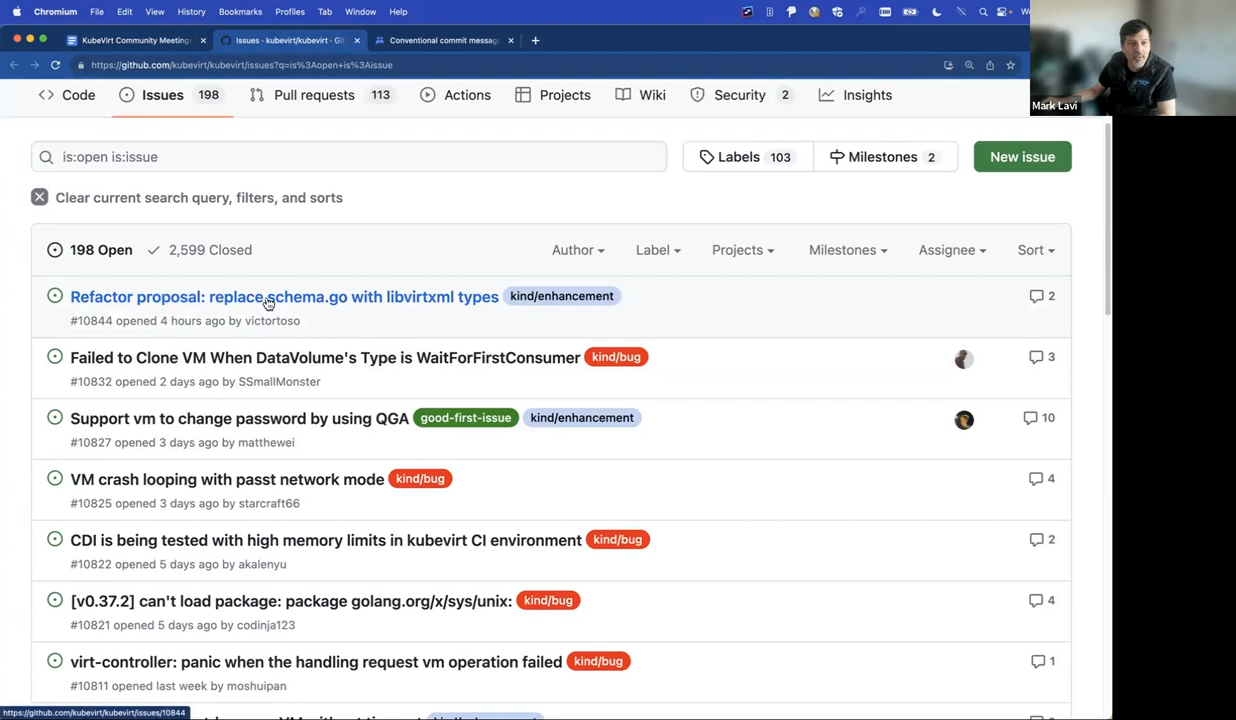 Chromium File Edit View History Bookmarks Profiles Tab Window Help
KubeVirt Community Meeting Issues · kubevirt/kubevirt · Gi Conventional commit messag
https://github.com/kubevirt/kubevirt/issues?q=is%3Aopen+is%3Aissue
Mark Lavi
Code Issues 198 Pull requests 113 Actions Projects Wiki Security 2 Insights
is:open is:issue Labels 103 Milestones 2 New issue
Clear current search query, filters, and sorts
198 Open 2,599 Closed Author Label Projects Milestones Assignee Sort
Refactor proposal: replace schema.go with libvirtxml types kind/enhancement 2
#10844 opened 4 hours ago by victortoso
Failed to Clone VM When DataVolume's Type is WaitForFirstConsumer kind/bug 3
#10832 opened 2 days ago by SSmallMonster
Support vm to change password by using QGA good-first-issue kind/enhancement 10
#10827 opened 3 days ago by matthewei
VM crash looping with passt network mode kind/bug 4
#10825 opened 3 days ago by starcraft66
CDI is being tested with high memory limits in kubevirt CI environment kind/bug 2
#10822 opened 5 days ago by akalenyu
[v0.37.2] can't load package: package golang.org/x/sys/unix: kind/bug 4
#10821 opened 5 days ago by codinja123
virt-controller: panic when the handling request vm operation failed kind/bug 1
#10811 opened last week by moshuipan
https://github.com/kubevirt/kubevirt/issues/10844